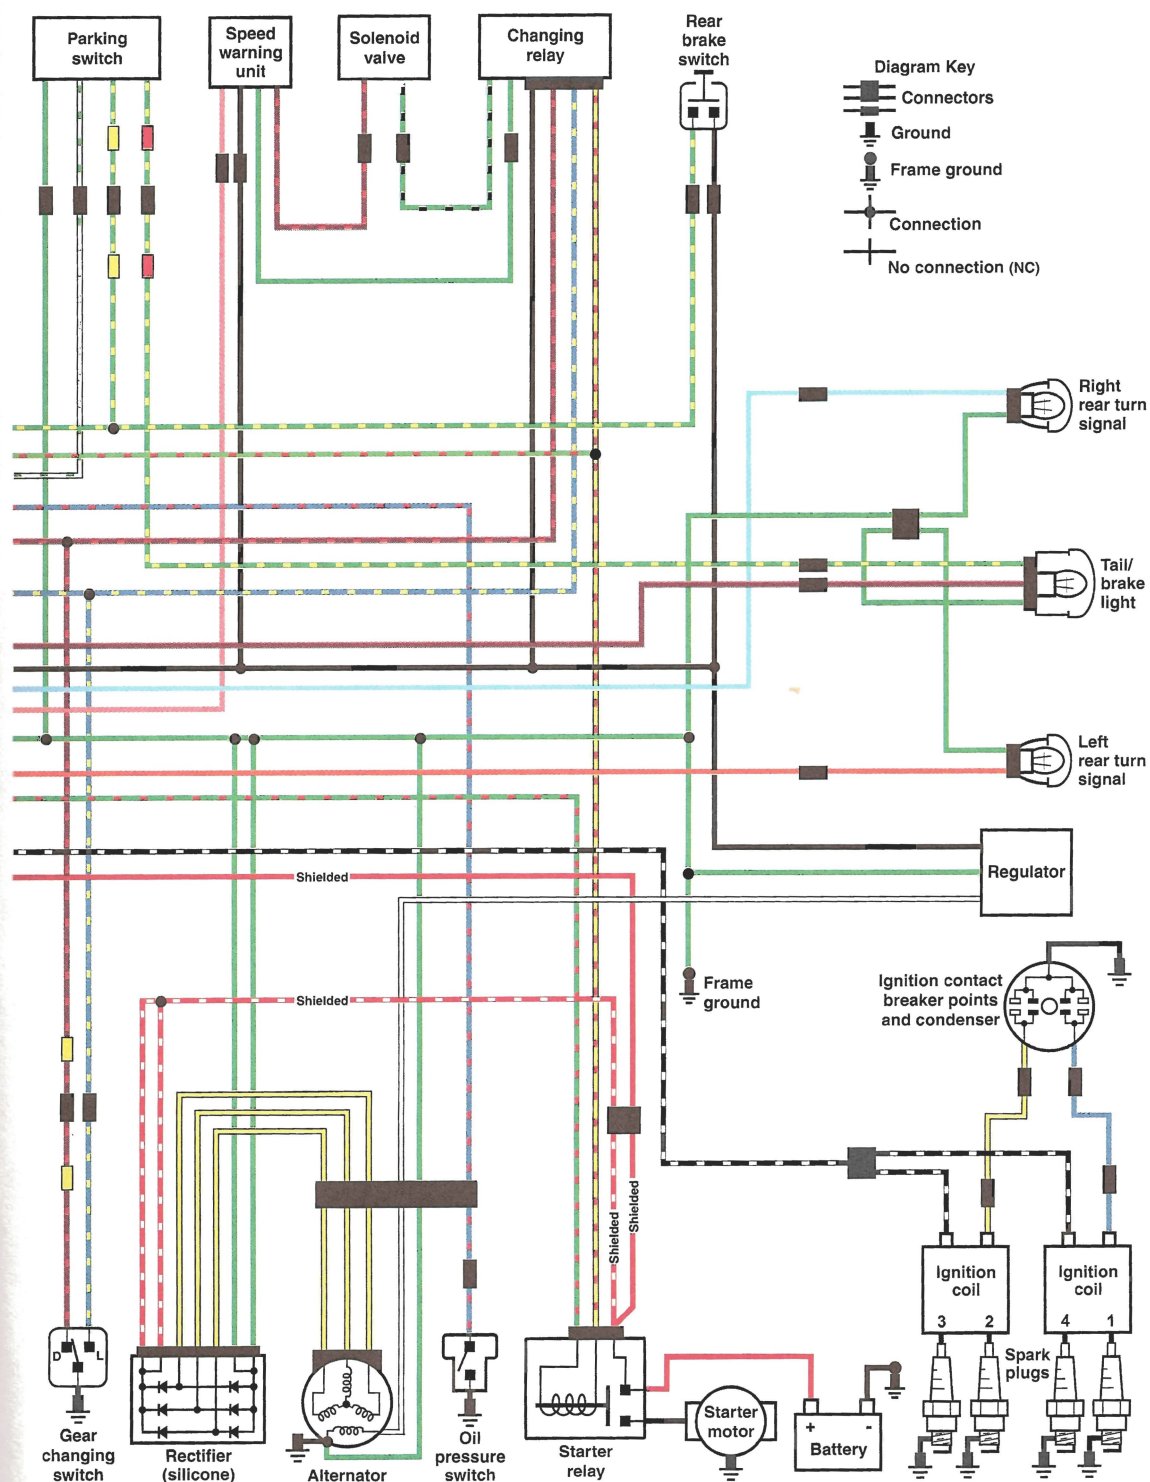 Parking
switch
Speed
warning
unit
Solenoid
valve
Changing
relay
Rear
brake
switch
Diagram Key
Connectors
Ground
Frame ground
Connection
No connection (NC)
Right
rear turn
signal
Tail/
brake
light
Left
rear turn
signal
Regulator
Shielded
Frame
ground
Shielded
Ignition contact
breaker points
and condenser
Shielded
Shielded
Ignition
coil
3 2
Ignition
coil
4 1
Spark
plugs
D L
Gear
changing
switch
Rectifier
(silicone)
Alternator
Oil
pressure
switch
Starter
relay
Starter
motor
+ -
Battery